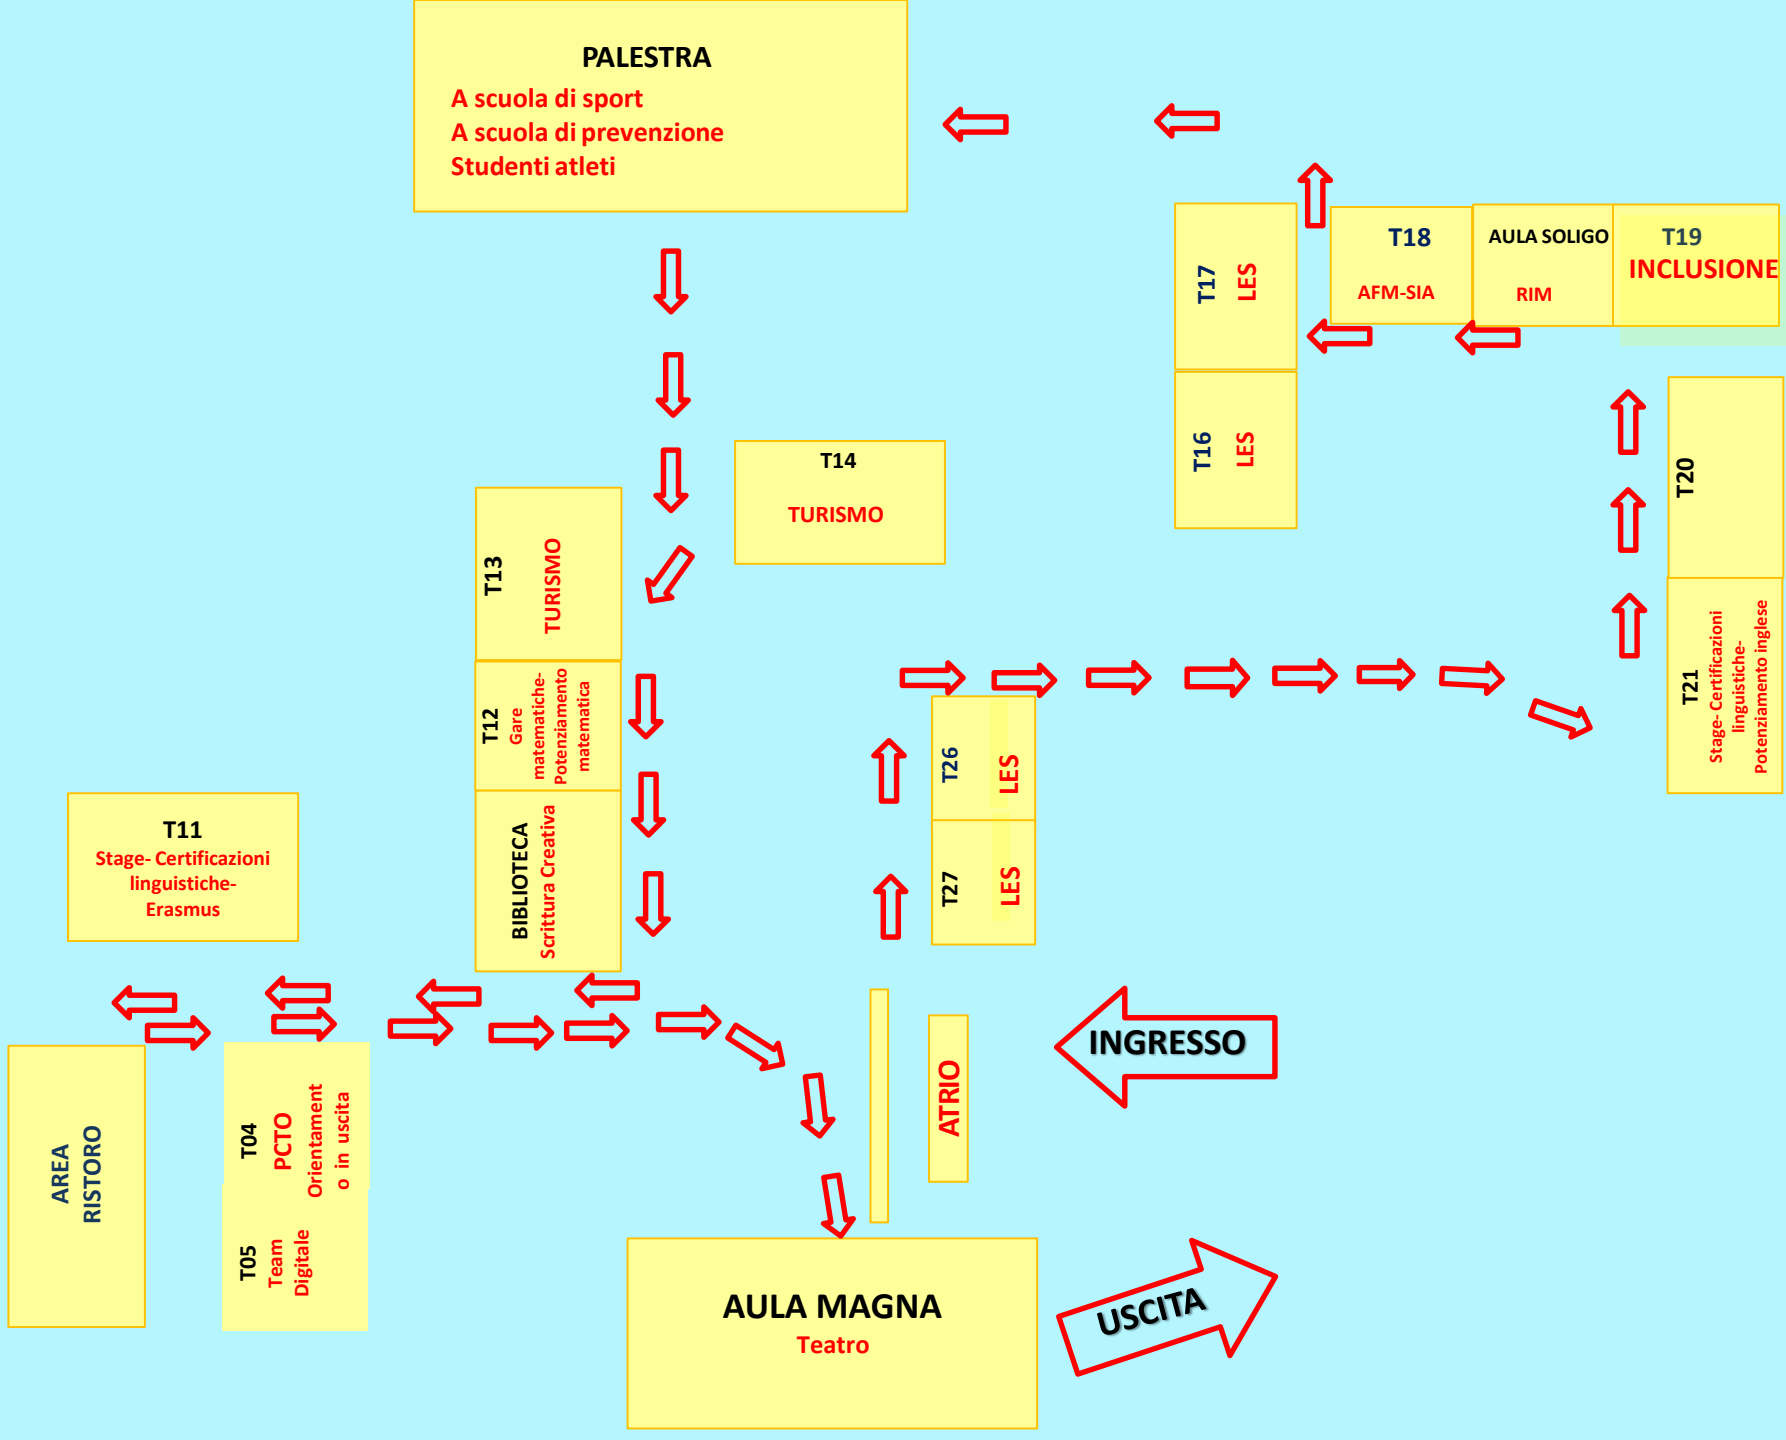 PALESTRA
A scuola di sport
A scuola di prevenzione
Studenti atleti
T17
LES
T16
LES
T18
AFM-SIA
AULA SOLIGO
RIM
T19
INCLUSIONE
T20
T21
Stage- Certificazioni
linguistiche-
Potenziamento inglese
T14
TURISMO
T13
TURISMO
T12
Gare
matematiche-
Potenziamento
matematica
BIBLIOTECA
Scrittura Creativa
T26
LES
T27
LES
T11
Stage- Certificazioni
linguistiche-
Erasmus
INGRESSO
ATRIO
AREA
RISTORO
T04
PCTO
Orientament
o in uscita
T05
Team
Digitale
AULA MAGNA
Teatro
USCITA